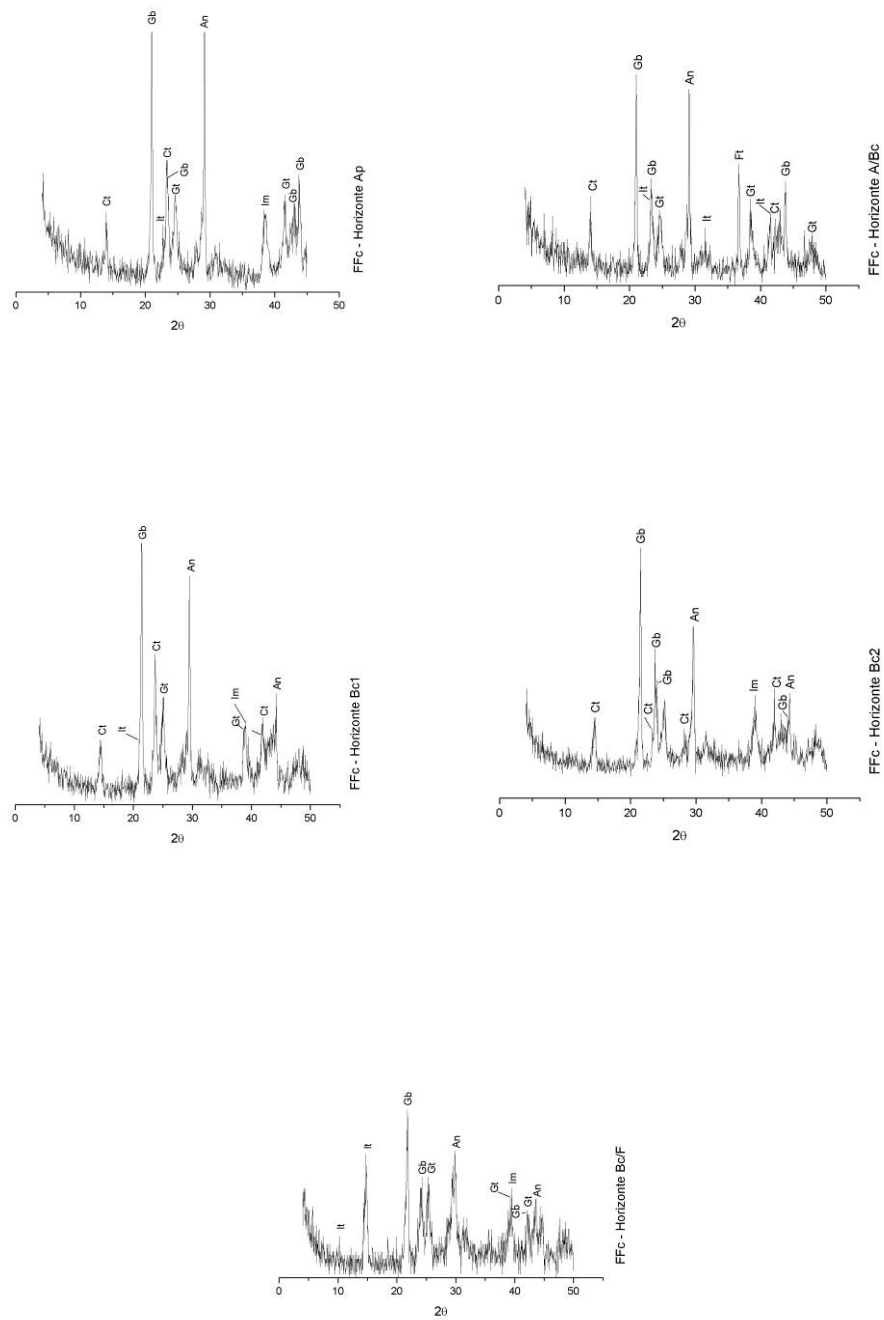 Gb
An
Ct
Ct
Gb
It
Gt
Im
Gt
Gb
Gb
0 10 20 30 40 50
2θ
FFc - Horizonte Ap
Gb
An
Ct
It
Gb
Gt
It
Ft
Gt
It
Ct
Gb
Gt
0 10 20 30 40 50
2θ
FFc - Horizonte A/Bc
Gb
An
Ct
It
Ct
Gt
Gt
Im
Ct
An
0 10 20 30 40 50
2θ
FFc - Horizonte Bc1
Gb
An
Ct
Ct
Gb
Gb
Ct
Im
Ct
Gb
An
0 10 20 30 40 50
2θ
FFc - Horizonte Bc2
It
It
Gb
Gb
Gt
An
Gt
Im
Gb
Gt
An
0 10 20 30 40 50
2θ
FFc - Horizonte Bc/F